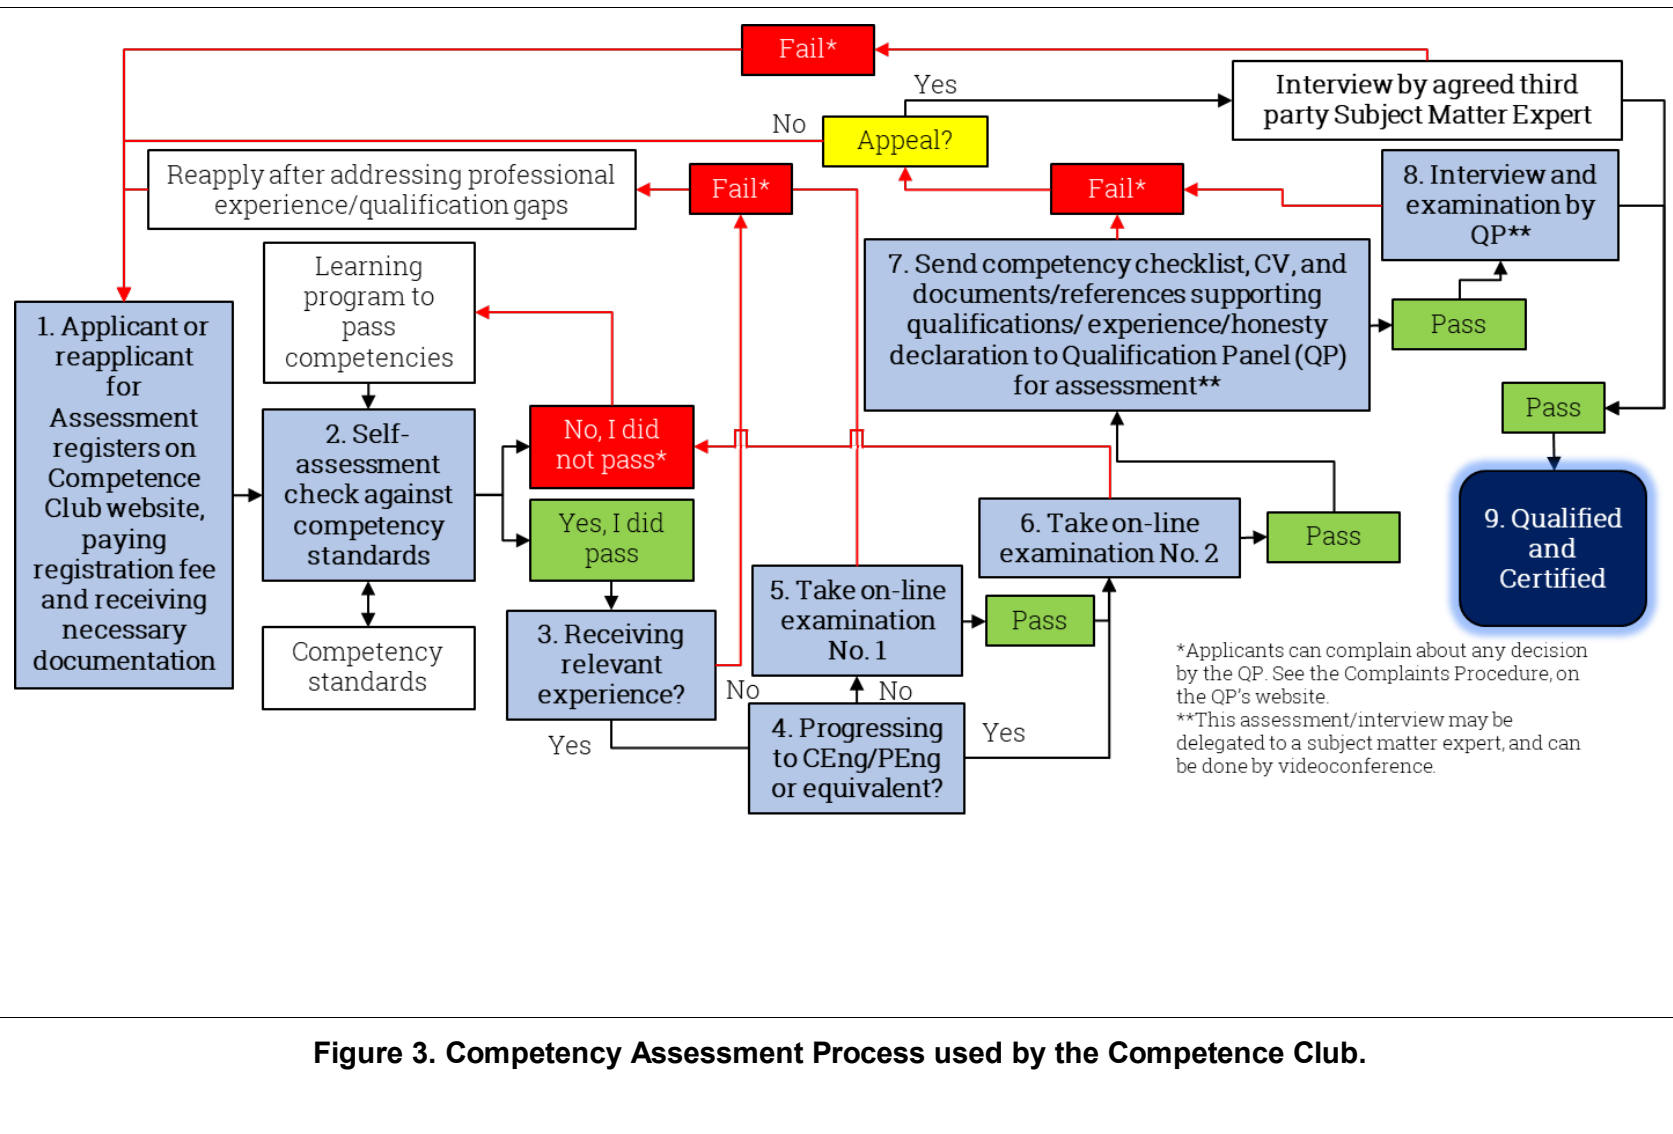 Fail*
Yes
Interview by agreed third
party Subject Matter Expert
No
Appeal?
Reapply after addressing professional
experience/qualification gaps
Fail*
Fail*
8. Interview and
examination by
QP**
Learning
program to
pass
competencies
7. Send competency checklist, CV, and
documents/references supporting
qualifications/ experience/honesty
declaration to Qualification Panel (QP)
for assessment**
Pass
1. Applicant or
reapplicant
for
Assessment
registers on
Competence
Club website,
paying
registration fee
and receiving
necessary
documentation
2. Self-
assessment
check against
competency
standards
No, I did
not pass*
Pass
Yes, I did
pass
6. Take on-line
examination No. 2
Pass
9. Qualified
and
Certified
5. Take on-line
examination
No. 1
Pass
3. Receiving
relevant
experience?
Competency
standards
No
No
Yes
4. Progressing
to CEng/PEng
or equivalent?
Yes
*Applicants can complain about any decision
by the QP. See the Complaints Procedure, on
the QP's website.
**This assessment/interview may be
delegated to a subject matter expert, and can
be done by videoconference.
Figure 3. Competency Assessment Process used by the Competence Club.